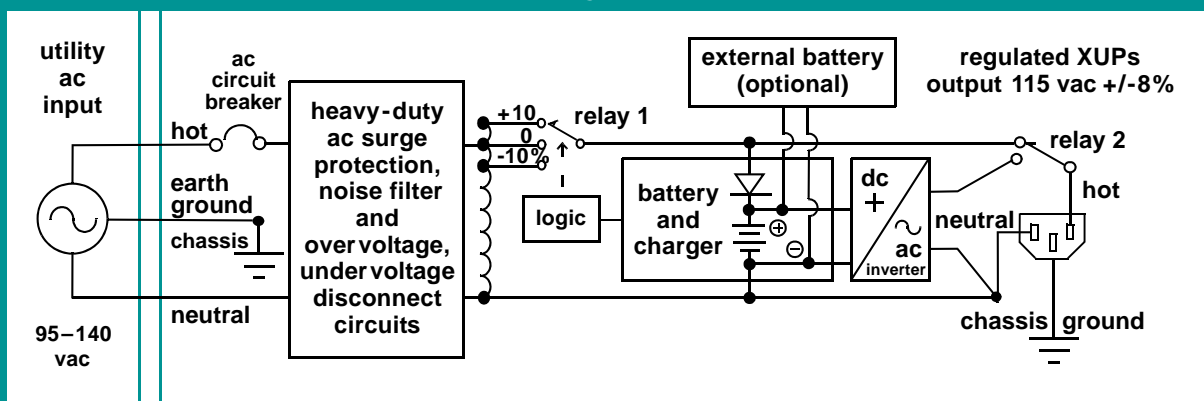 utility
ac
input
95–140
vac
ac
circuit
breaker
hot
earth
ground
chassis
neutral
heavy-duty
ac surge
protection,
noise filter
and
overvoltage,
undervoltage
disconnect
circuits
+10
0
-10%
relay 1
logic
battery
and
charger
+
−
external battery
(optional)
dc
+
ac
inverter
regulated XUPs
output 115 vac +/-8%
relay 2
hot
neutral
chassis ground